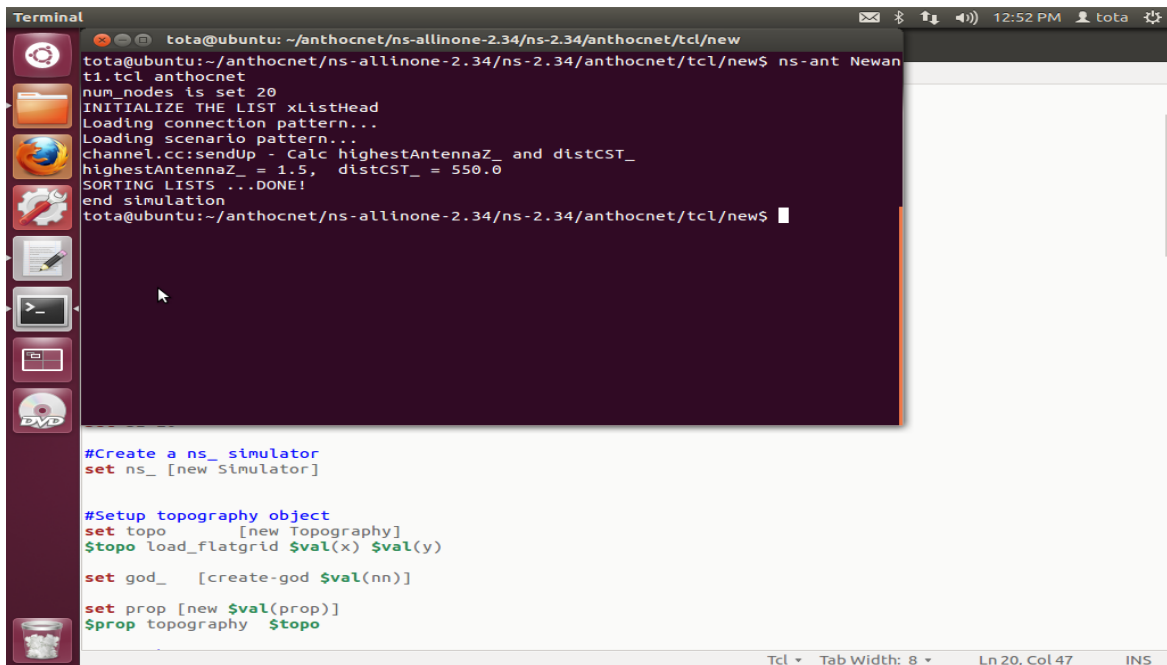 Terminal
12:52 PM tota
tota@ubuntu: ~/anthocnet/ns-allinone-2.34/ns-2.34/anthocnet/tcl/new
tota@ubuntu:~/anthocnet/ns-allinone-2.34/ns-2.34/anthocnet/tcl/new$ ns-ant Newan
t1.tcl anthocnet
num_nodes is set 20
INITIALIZE THE LIST xListHead
Loading connection pattern...
Loading scenario pattern...
channel.cc:sendUp - Calc highestAntennaZ_ and distCST_
highestAntennaZ_ = 1.5,  distCST_ = 550.0
SORTING LISTS ...DONE!
end simulation
tota@ubuntu:~/anthocnet/ns-allinone-2.34/ns-2.34/anthocnet/tcl/new$
#Create a ns_ simulator
set ns_ [new Simulator]
#Setup topography object
set topo        [new Topography]
$topo load_flatgrid $val(x) $val(y)
set god_   [create-god $val(nn)]
set prop [new $val(prop)]
$prop topography  $topo
DVD
Tcl Tab Width: 8 Ln 20, Col 47 INS